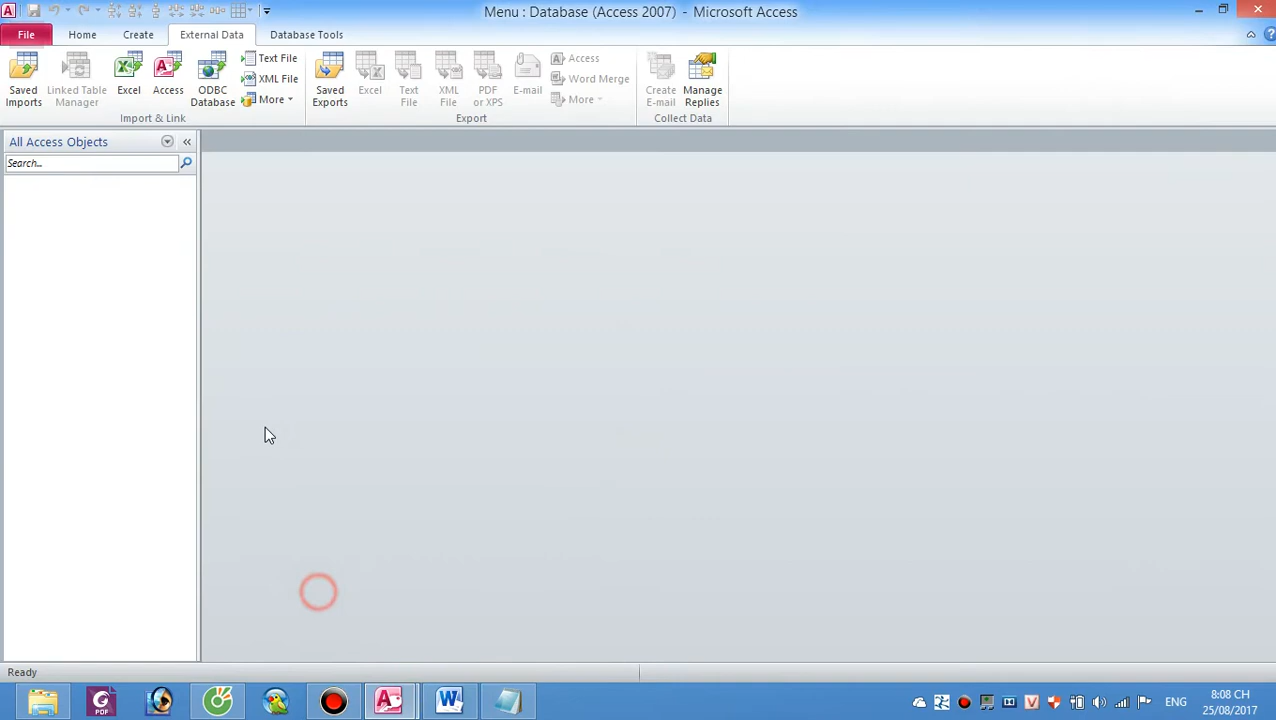 Menu : Database (Access 2007) - Microsoft Access
File Home Create External Data Database Tools
Saved Imports
Linked Table Manager
Excel
Access
ODBC Database
Text File
XML File
More
Import & Link
Saved Exports
Excel
Text File
XML File
PDF or XPS
E-mail
Access
Word Merge
More
Export
Create E-mail
Manage Replies
Collect Data
All Access Objects
Search...
Ready
PDF
ENG
8:08 CH
25/08/2017